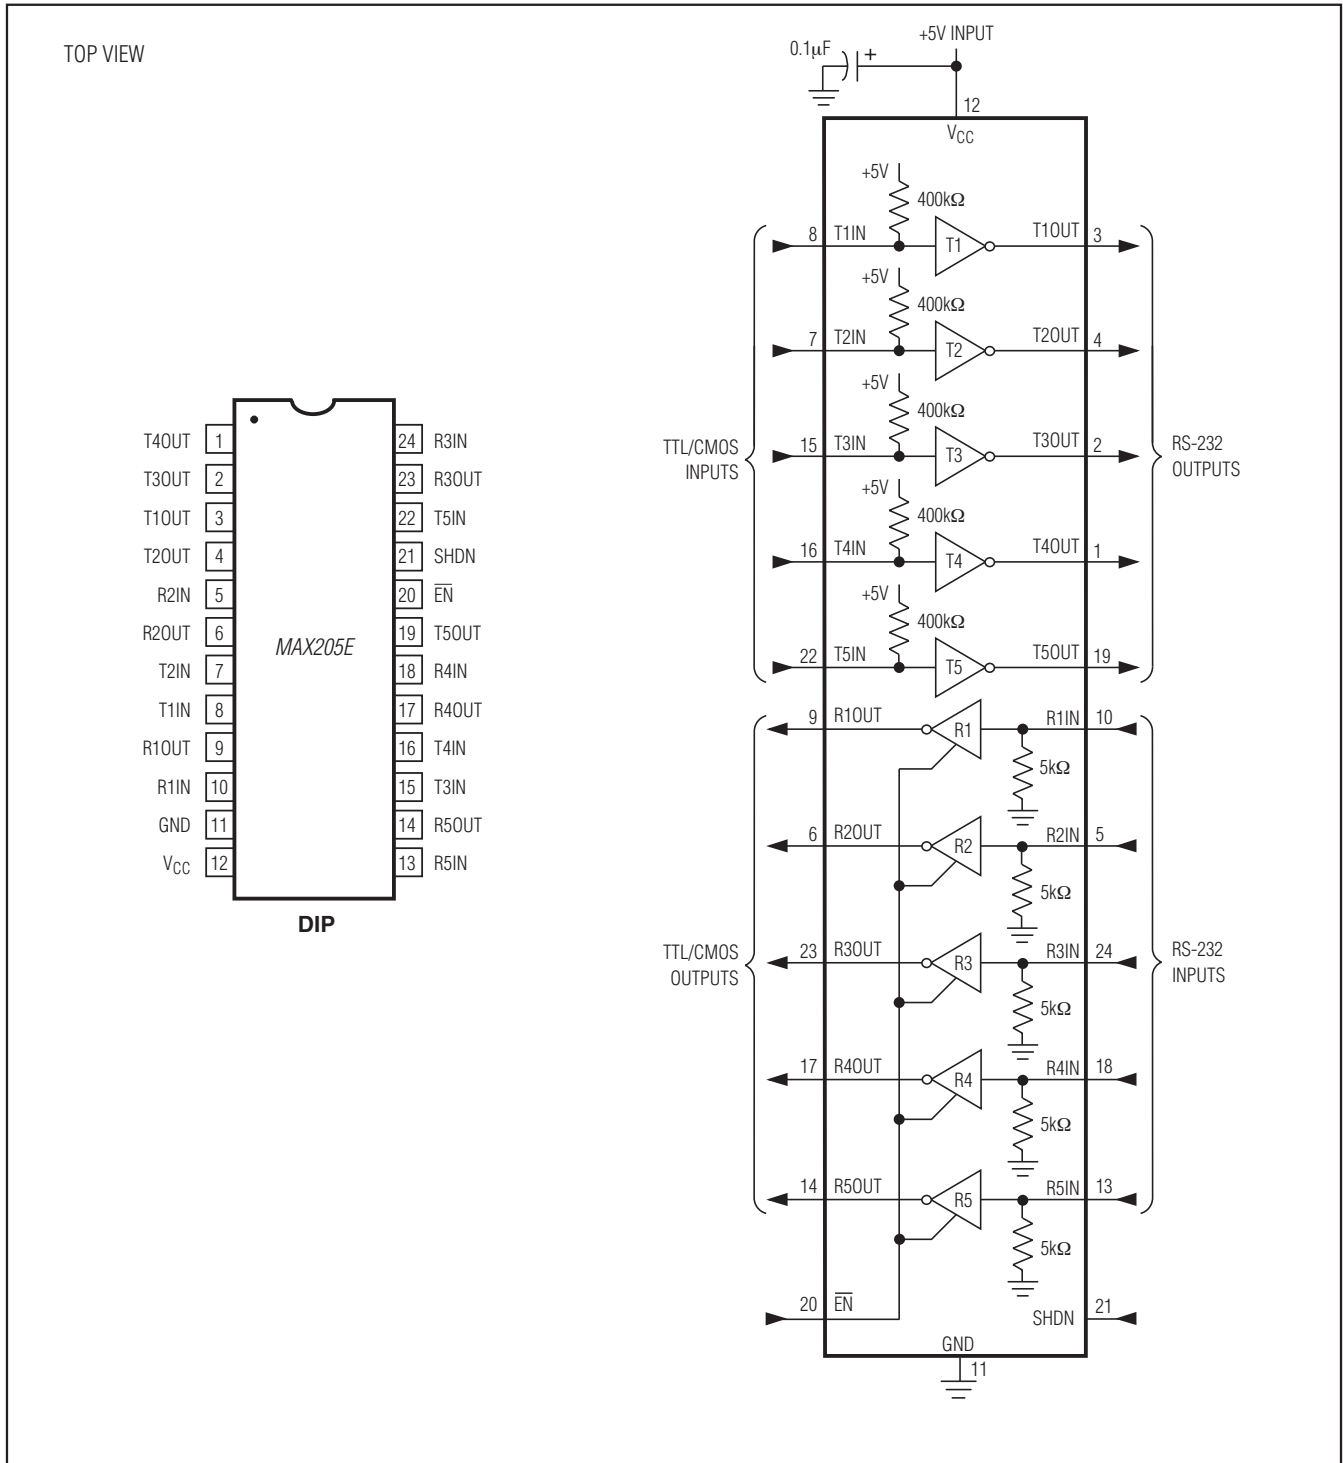 TOP VIEW
T4OUT 1
T3OUT 2
T1OUT 3
T2OUT 4
R2IN 5
R2OUT 6
T2IN 7
T1IN 8
R1OUT 9
R1IN 10
GND 11
VCC 12
MAX205E
24 R3IN
23 R3OUT
22 T5IN
21 SHDN
20 E̅N̅
19 T5OUT
18 R4IN
17 R4OUT
16 T4IN
15 T3IN
14 R5OUT
13 R5IN
DIP
+5V INPUT
0.1µF +
12
VCC
+5V
400kΩ
8 T1IN T1 T1OUT 3
+5V
400kΩ
7 T2IN T2 T2OUT 4
+5V
400kΩ
15 T3IN T3 T3OUT 2
+5V
400kΩ
16 T4IN T4 T4OUT 1
+5V
400kΩ
22 T5IN T5 T5OUT 19
TTL/CMOS
INPUTS
RS-232
OUTPUTS
9 R1OUT R1 R1IN 10
5kΩ
6 R2OUT R2 R2IN 5
5kΩ
23 R3OUT R3 R3IN 24
5kΩ
17 R4OUT R4 R4IN 18
5kΩ
14 R5OUT R5 R5IN 13
5kΩ
TTL/CMOS
OUTPUTS
RS-232
INPUTS
20 E̅N̅ SHDN 21
GND
11